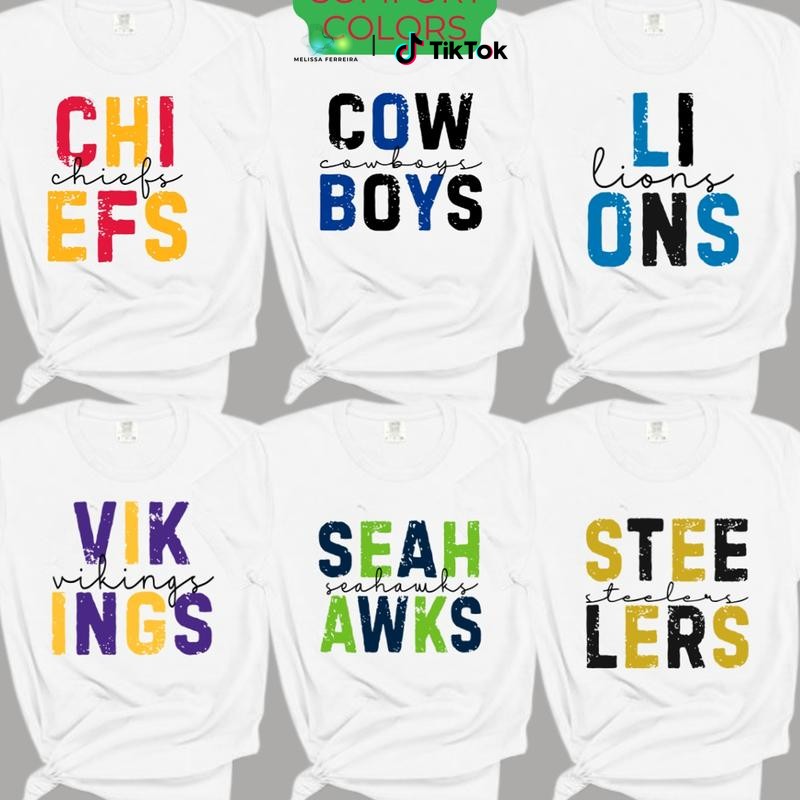 COMFORT
COLORS
MELISSA FERREIRA | TikTok
CHI
chiefs
EFS
COW
cowboys
BOYS
LI
lions
ONS
VIK
vikings
INGS
SEAH
seahawks
AWKS
STEE
steelers
LERS